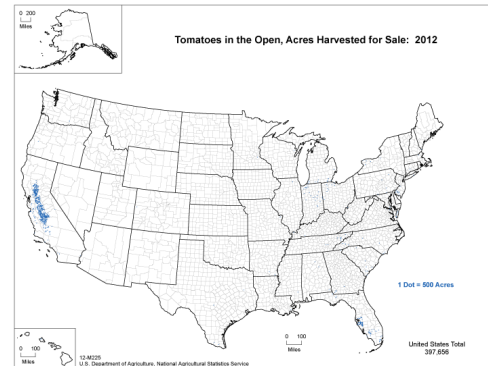 0 200
Miles
Tomatoes in the Open, Acres Harvested for Sale: 2012
1 Dot = 500 Acres
0 100
Miles
United States Total
397,656
0 100
Miles
12-M225
U.S. Department of Agriculture, National Agricultural Statistics Service